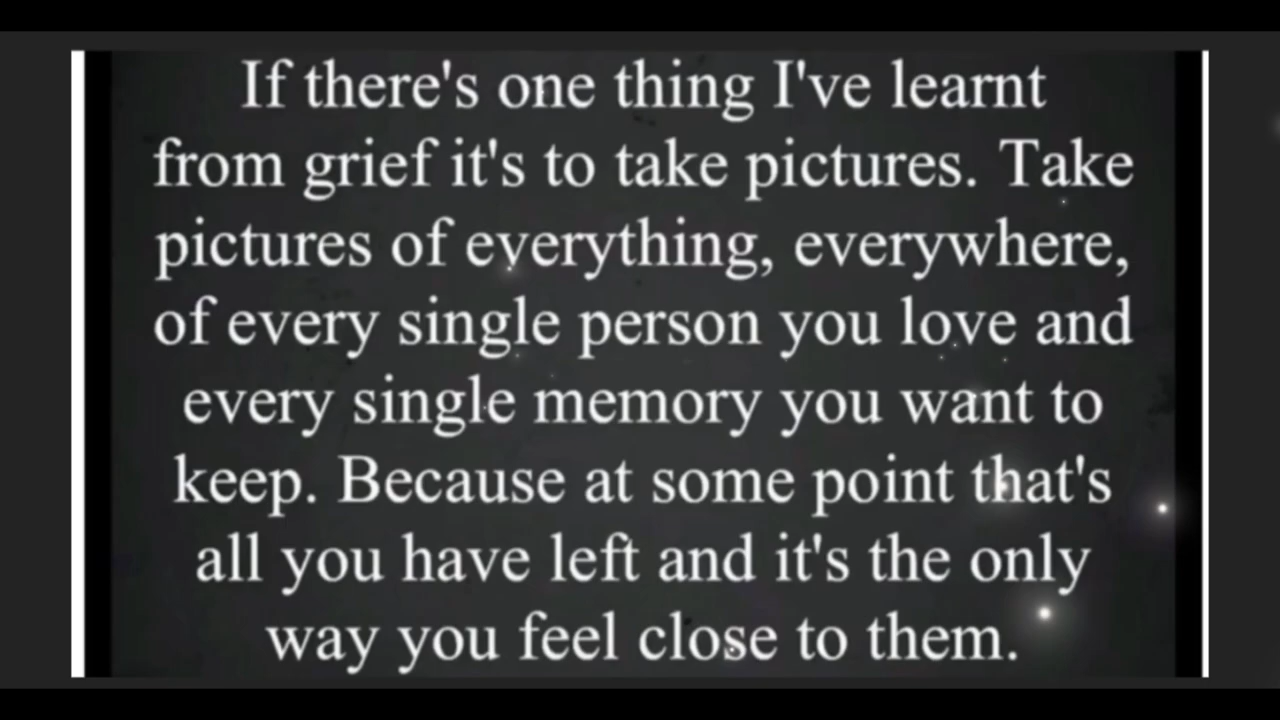 If there's one thing I've learnt
from grief it's to take pictures. Take
pictures of everything, everywhere,
of every single person you love and
every single memory you want to
keep. Because at some point that's
all you have left and it's the only
way you feel close to them.